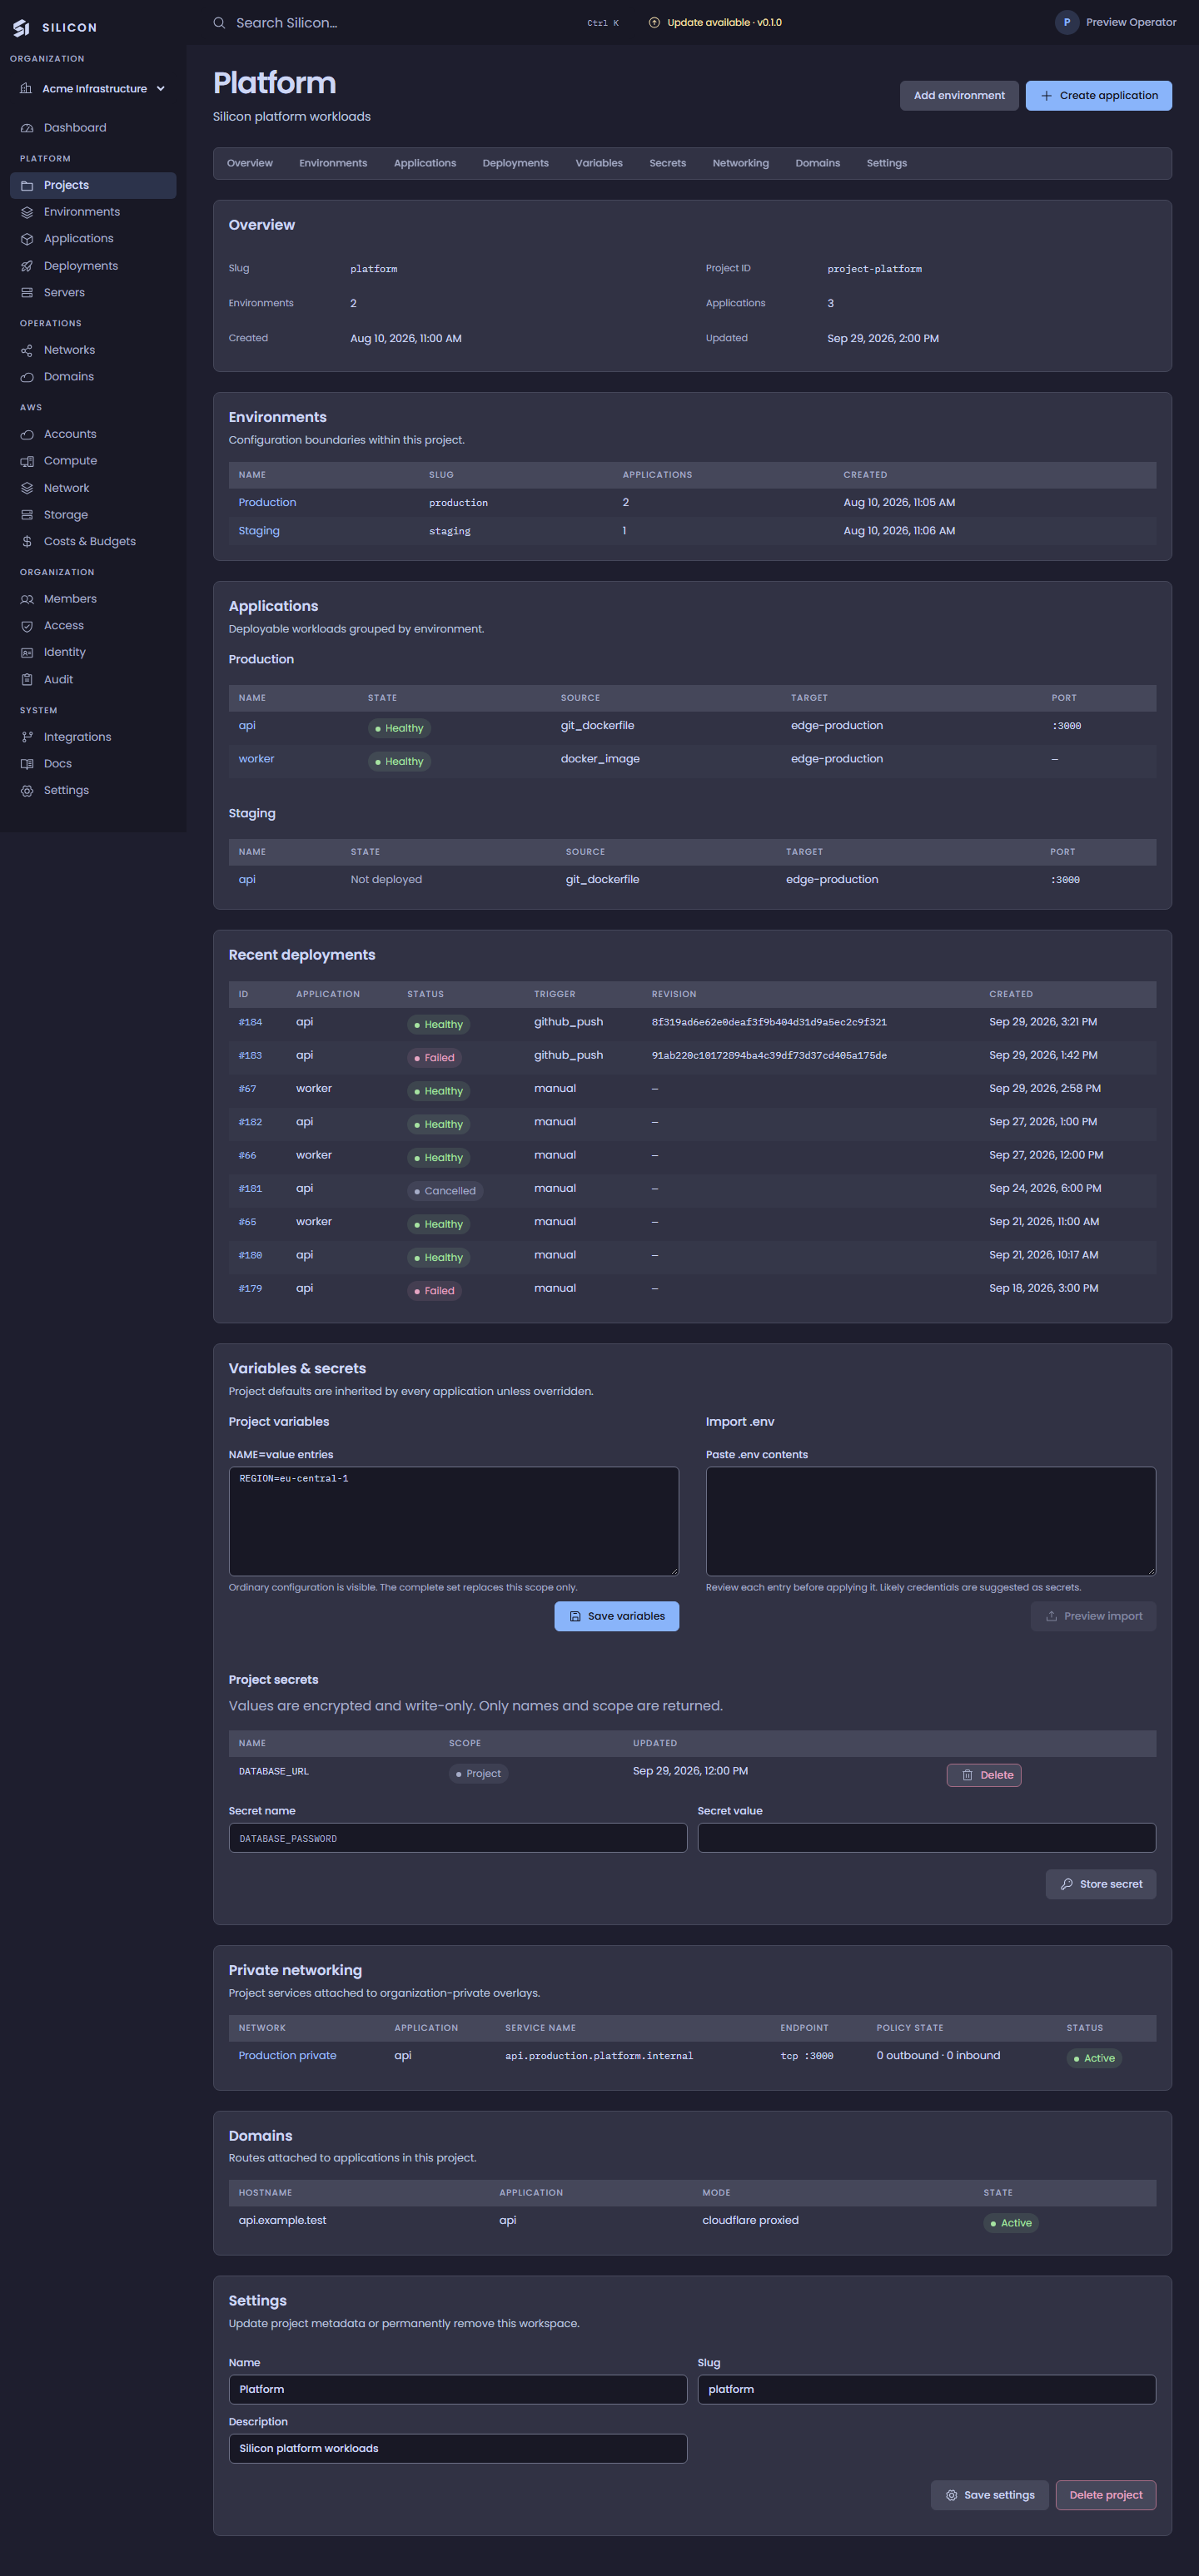 SILICON
Search Silicon...
Ctrl K
Update available · v0.1.0
P
Preview Operator
ORGANIZATION
Acme Infrastructure
Dashboard
PLATFORM
Projects
Environments
Applications
Deployments
Servers
OPERATIONS
Networks
Domains
AWS
Accounts
Compute
Network
Storage
Costs & Budgets
ORGANIZATION
Members
Access
Identity
Audit
SYSTEM
Integrations
Docs
Settings
Platform
Silicon platform workloads
Add environment
Create application
Overview Environments Applications Deployments Variables Secrets Networking Domains Settings
Overview
Slug platform Project ID project-platform
Environments 2 Applications 3
Created Aug 10, 2026, 11:00 AM Updated Sep 29, 2026, 2:00 PM
Environments
Configuration boundaries within this project.
NAME SLUG APPLICATIONS CREATED
Production production 2 Aug 10, 2026, 11:05 AM
Staging staging 1 Aug 10, 2026, 11:06 AM
Applications
Deployable workloads grouped by environment.
Production
NAME STATE SOURCE TARGET PORT
api Healthy git_dockerfile edge-production :3000
worker Healthy docker_image edge-production —
Staging
NAME STATE SOURCE TARGET PORT
api Not deployed git_dockerfile edge-production :3000
Recent deployments
ID APPLICATION STATUS TRIGGER REVISION CREATED
#184 api Healthy github_push 8f319ad6e62e0deaf3f9b404d31d9a5ec2c9f321 Sep 29, 2026, 3:21 PM
#183 api Failed github_push 91ab220c10172894ba4c39df73d37cd405a175de Sep 29, 2026, 1:42 PM
#67 worker Healthy manual — Sep 29, 2026, 2:58 PM
#182 api Healthy manual — Sep 27, 2026, 1:00 PM
#66 worker Healthy manual — Sep 27, 2026, 12:00 PM
#181 api Cancelled manual — Sep 24, 2026, 6:00 PM
#65 worker Healthy manual — Sep 21, 2026, 11:00 AM
#180 api Healthy manual — Sep 21, 2026, 10:17 AM
#179 api Failed manual — Sep 18, 2026, 3:00 PM
Variables & secrets
Project defaults are inherited by every application unless overridden.
Project variables
NAME=value entries
REGION=eu-central-1
Ordinary configuration is visible. The complete set replaces this scope only.
Save variables
Import .env
Paste .env contents
Review each entry before applying it. Likely credentials are suggested as secrets.
Preview import
Project secrets
Values are encrypted and write-only. Only names and scope are returned.
NAME SCOPE UPDATED
DATABASE_URL Project Sep 29, 2026, 12:00 PM Delete
Secret name Secret value
DATABASE_PASSWORD
Store secret
Private networking
Project services attached to organization-private overlays.
NETWORK APPLICATION SERVICE NAME ENDPOINT POLICY STATE STATUS
Production private api api.production.platform.internal tcp :3000 0 outbound · 0 inbound Active
Domains
Routes attached to applications in this project.
HOSTNAME APPLICATION MODE STATE
api.example.test api cloudflare proxied Active
Settings
Update project metadata or permanently remove this workspace.
Name Slug
Platform platform
Description
Silicon platform workloads
Save settings Delete project